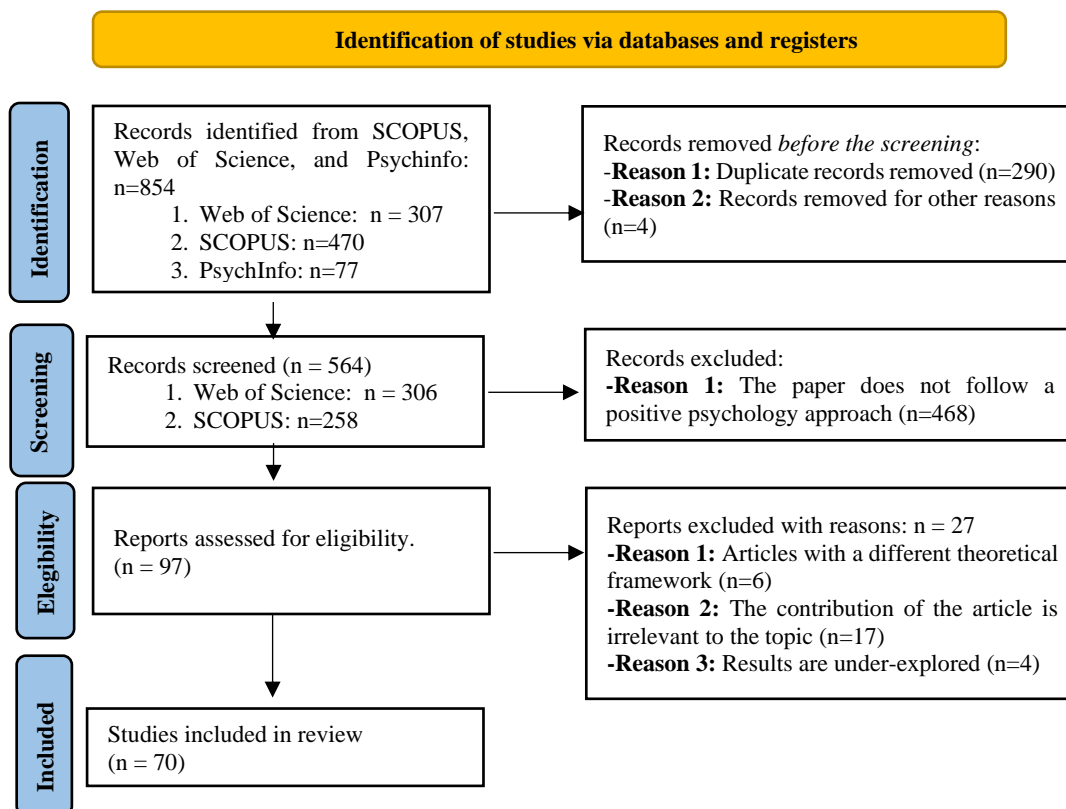 Identification of studies via databases and registers
Identification
Records identified from SCOPUS,
Web of Science, and Psychinfo:
n=854
1. Web of Science: n = 307
2. SCOPUS: n=470
3. PsychInfo: n=77
Records removed before the screening:
-Reason 1: Duplicate records removed (n=290)
-Reason 2: Records removed for other reasons
(n=4)
Screening
Records screened (n = 564)
1. Web of Science: n = 306
2. SCOPUS: n=258
Records excluded:
-Reason 1: The paper does not follow a
positive psychology approach (n=468)
Elegibility
Reports assessed for eligibility.
(n = 97)
Reports excluded with reasons: n = 27
-Reason 1: Articles with a different theoretical
framework (n=6)
-Reason 2: The contribution of the article is
irrelevant to the topic (n=17)
-Reason 3: Results are under-explored (n=4)
Included
Studies included in review
(n = 70)